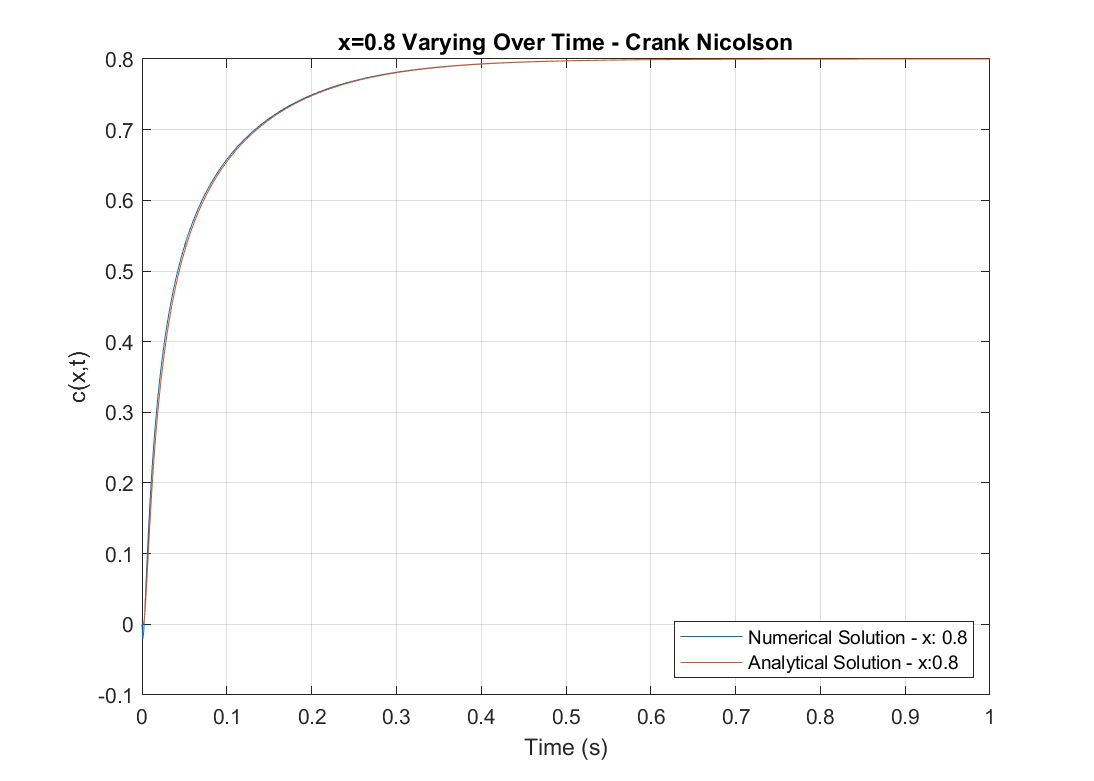 x=0.8 Varying Over Time - Crank Nicolson
c(x,t)
0.8
0.7
0.6
0.5
0.4
0.3
0.2
0.1
0
-0.1
0 0.1 0.2 0.3 0.4 0.5 0.6 0.7 0.8 0.9 1
Time (s)
Numerical Solution - x: 0.8
Analytical Solution - x:0.8